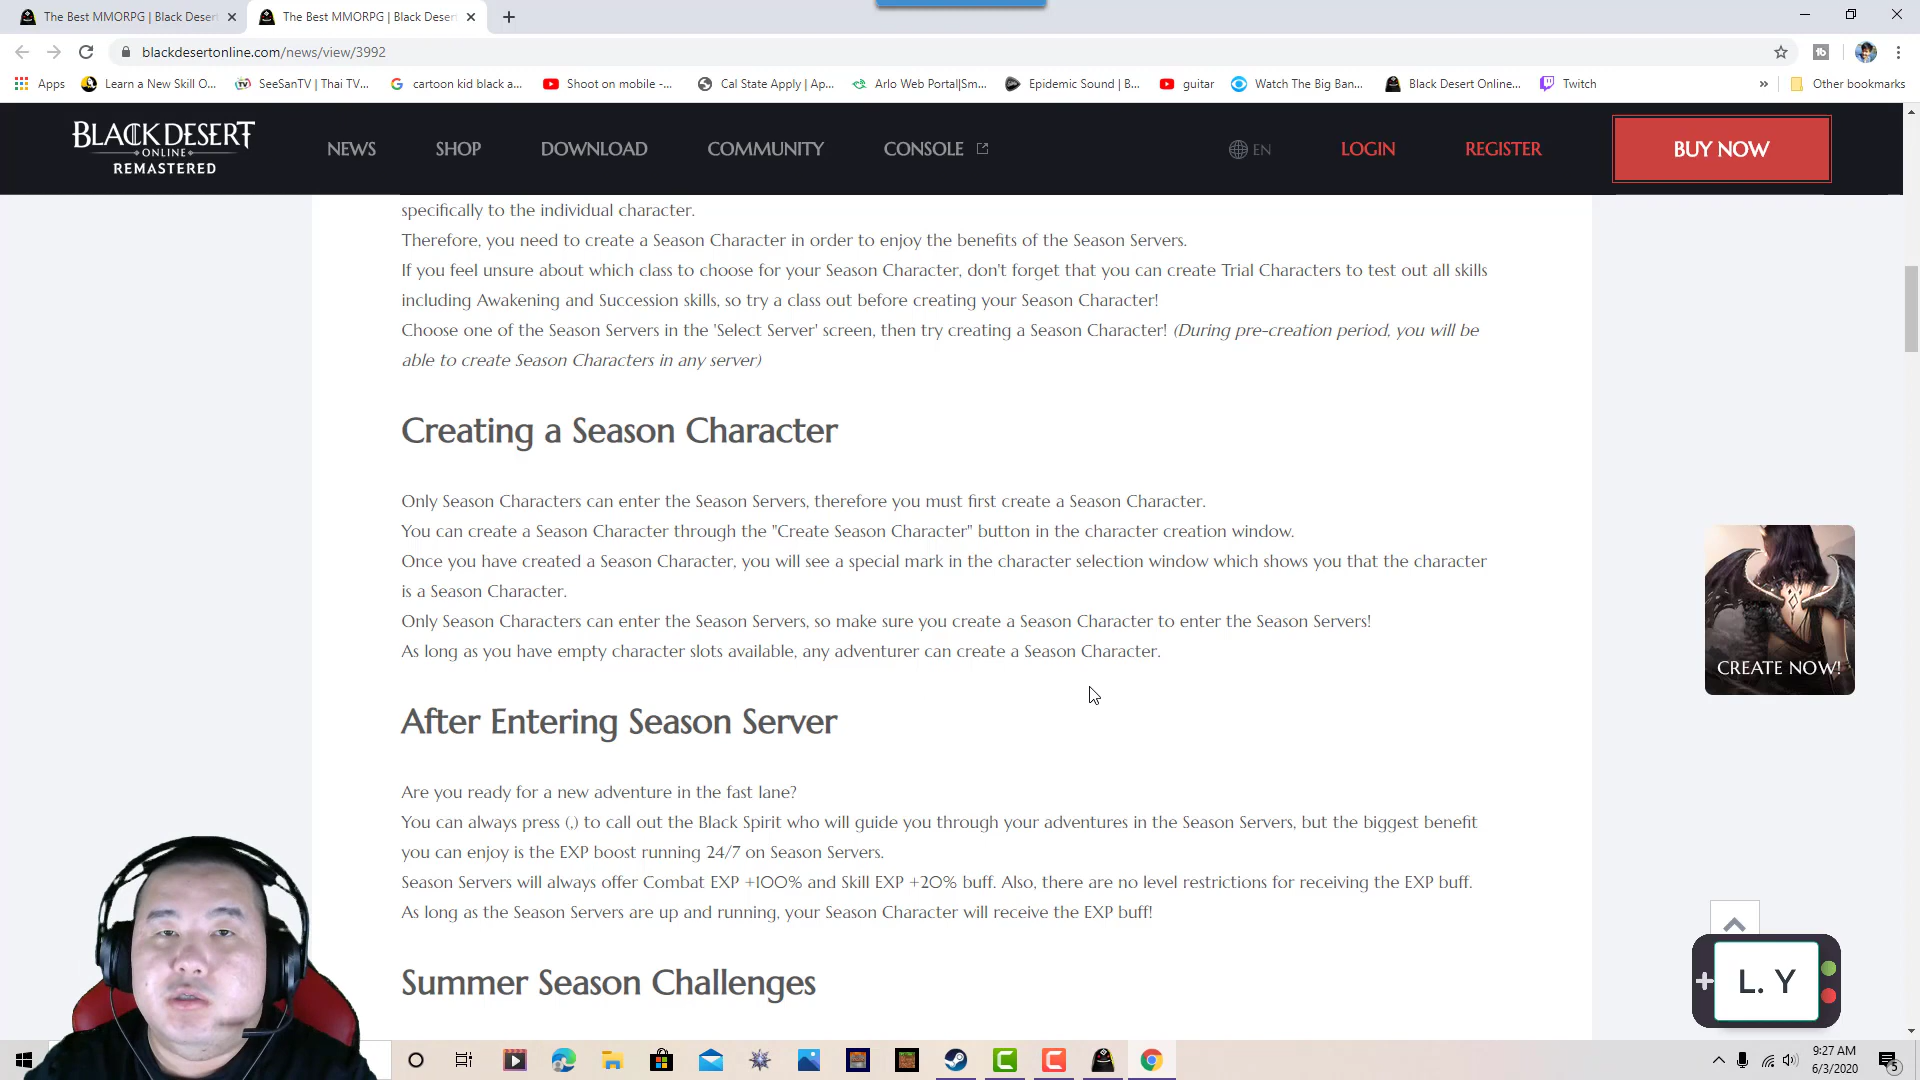 The Best MMORPG | Black Desert
The Best MMORPG | Black Desert
blackdesertonline.com/news/view/3992
Apps
Learn a New Skill O...
SeeSanTV | Thai TV...
cartoon kid black a...
Shoot on mobile -...
Cal State Apply | Ap...
Arlo Web Portal|Sm...
Epidemic Sound | B...
guitar
Watch The Big Ban...
Black Desert Online...
Twitch
»
Other bookmarks
BLACK DESERT
ONLINE
REMASTERED
NEWS
SHOP
DOWNLOAD
COMMUNITY
CONSOLE
EN
LOGIN
REGISTER
BUY NOW
specifically to the individual character.
Therefore, you need to create a Season Character in order to enjoy the benefits of the Season Servers.
If you feel unsure about which class to choose for your Season Character, don't forget that you can create Trial Characters to test out all skills
including Awakening and Succession skills, so try a class out before creating your Season Character!
Choose one of the Season Servers in the 'Select Server' screen, then try creating a Season Character! (During pre-creation period, you will be
able to create Season Characters in any server)
Creating a Season Character
Only Season Characters can enter the Season Servers, therefore you must first create a Season Character.
You can create a Season Character through the "Create Season Character" button in the character creation window.
Once you have created a Season Character, you will see a special mark in the character selection window which shows you that the character
is a Season Character.
Only Season Characters can enter the Season Servers, so make sure you create a Season Character to enter the Season Servers!
As long as you have empty character slots available, any adventurer can create a Season Character.
CREATE NOW!
After Entering Season Server
Are you ready for a new adventure in the fast lane?
You can always press (,) to call out the Black Spirit who will guide you through your adventures in the Season Servers, but the biggest benefit
you can enjoy is the EXP boost running 24/7 on Season Servers.
Season Servers will always offer Combat EXP +100% and Skill EXP +20% buff. Also, there are no level restrictions for receiving the EXP buff.
As long as the Season Servers are up and running, your Season Character will receive the EXP buff!
Summer Season Challenges
L. Y
9:27 AM
6/3/2020
5